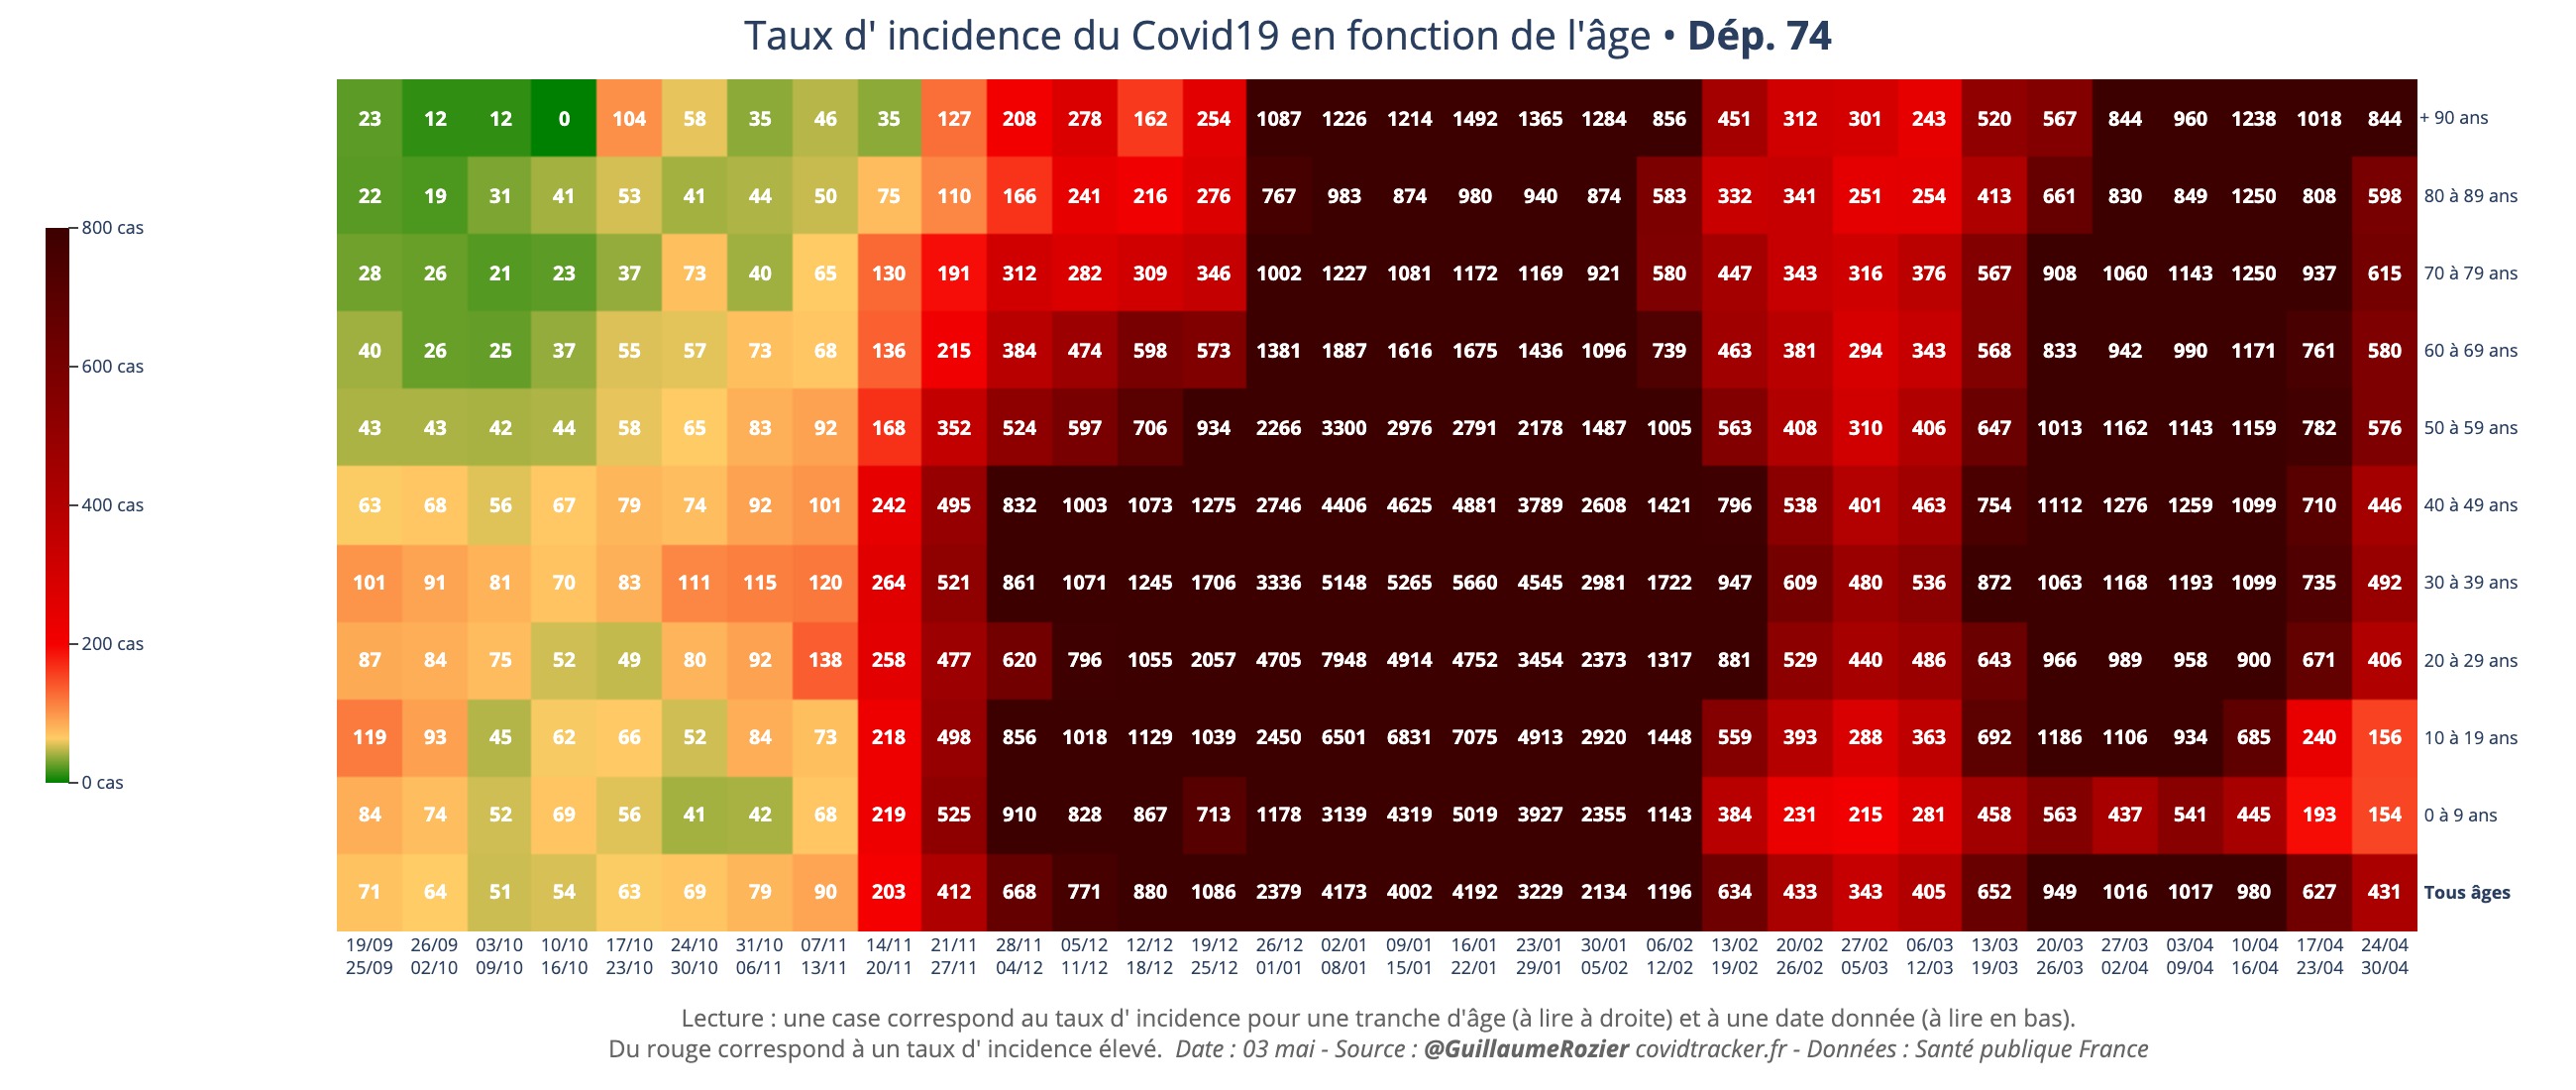 Taux d' incidence du Covid19 en fonction de l'âge • Dép. 74
23 12 12 0 104 58 35 46 35 127 208 278 162 254 1087 1226 1214 1492 1365 1284 856 451 312 301 243 520 567 844 960 1238 1018 844 + 90 ans
22 19 31 41 53 41 44 50 75 110 166 241 216 276 767 983 874 980 940 874 583 332 341 251 254 413 661 830 849 1250 808 598 80 à 89 ans
800 cas
28 26 21 23 37 73 40 65 130 191 312 282 309 346 1002 1227 1081 1172 1169 921 580 447 343 316 376 567 908 1060 1143 1250 937 615 70 à 79 ans
40 26 25 37 55 57 73 68 136 215 384 474 598 573 1381 1887 1616 1675 1436 1096 739 463 381 294 343 568 833 942 990 1171 761 580 60 à 69 ans
600 cas
43 43 42 44 58 65 83 92 168 352 524 597 706 934 2266 3300 2976 2791 2178 1487 1005 563 408 310 406 647 1013 1162 1143 1159 782 576 50 à 59 ans
400 cas
63 68 56 67 79 74 92 101 242 495 832 1003 1073 1275 2746 4406 4625 4881 3789 2608 1421 796 538 401 463 754 1112 1276 1259 1099 710 446 40 à 49 ans
101 91 81 70 83 111 115 120 264 521 861 1071 1245 1706 3336 5148 5265 5660 4545 2981 1722 947 609 480 536 872 1063 1168 1193 1099 735 492 30 à 39 ans
200 cas
87 84 75 52 49 80 92 138 258 477 620 796 1055 2057 4705 7948 4914 4752 3454 2373 1317 881 529 440 486 643 966 989 958 900 671 406 20 à 29 ans
119 93 45 62 66 52 84 73 218 498 856 1018 1129 1039 2450 6501 6831 7075 4913 2920 1448 559 393 288 363 692 1186 1106 934 685 240 156 10 à 19 ans
0 cas
84 74 52 69 56 41 42 68 219 525 910 828 867 713 1178 3139 4319 5019 3927 2355 1143 384 231 215 281 458 563 437 541 445 193 154 0 à 9 ans
71 64 51 54 63 69 79 90 203 412 668 771 880 1086 2379 4173 4002 4192 3229 2134 1196 634 433 343 405 652 949 1016 1017 980 627 431 Tous âges
19/09 26/09 03/10 10/10 17/10 24/10 31/10 07/11 14/11 21/11 28/11 05/12 12/12 19/12 26/12 02/01 09/01 16/01 23/01 30/01 06/02 13/02 20/02 27/02 06/03 13/03 20/03 27/03 03/04 10/04 17/04 24/04
25/09 02/10 09/10 16/10 23/10 30/10 06/11 13/11 20/11 27/11 04/12 11/12 18/12 25/12 01/01 08/01 15/01 22/01 29/01 05/02 12/02 19/02 26/02 05/03 12/03 19/03 26/03 02/04 09/04 16/04 23/04 30/04
Lecture : une case correspond au taux d' incidence pour une tranche d'âge (à lire à droite) et à une date donnée (à lire en bas).
Du rouge correspond à un taux d' incidence élevé. Date : 03 mai - Source : @GuillaumeRozier covidtracker.fr - Données : Santé publique France